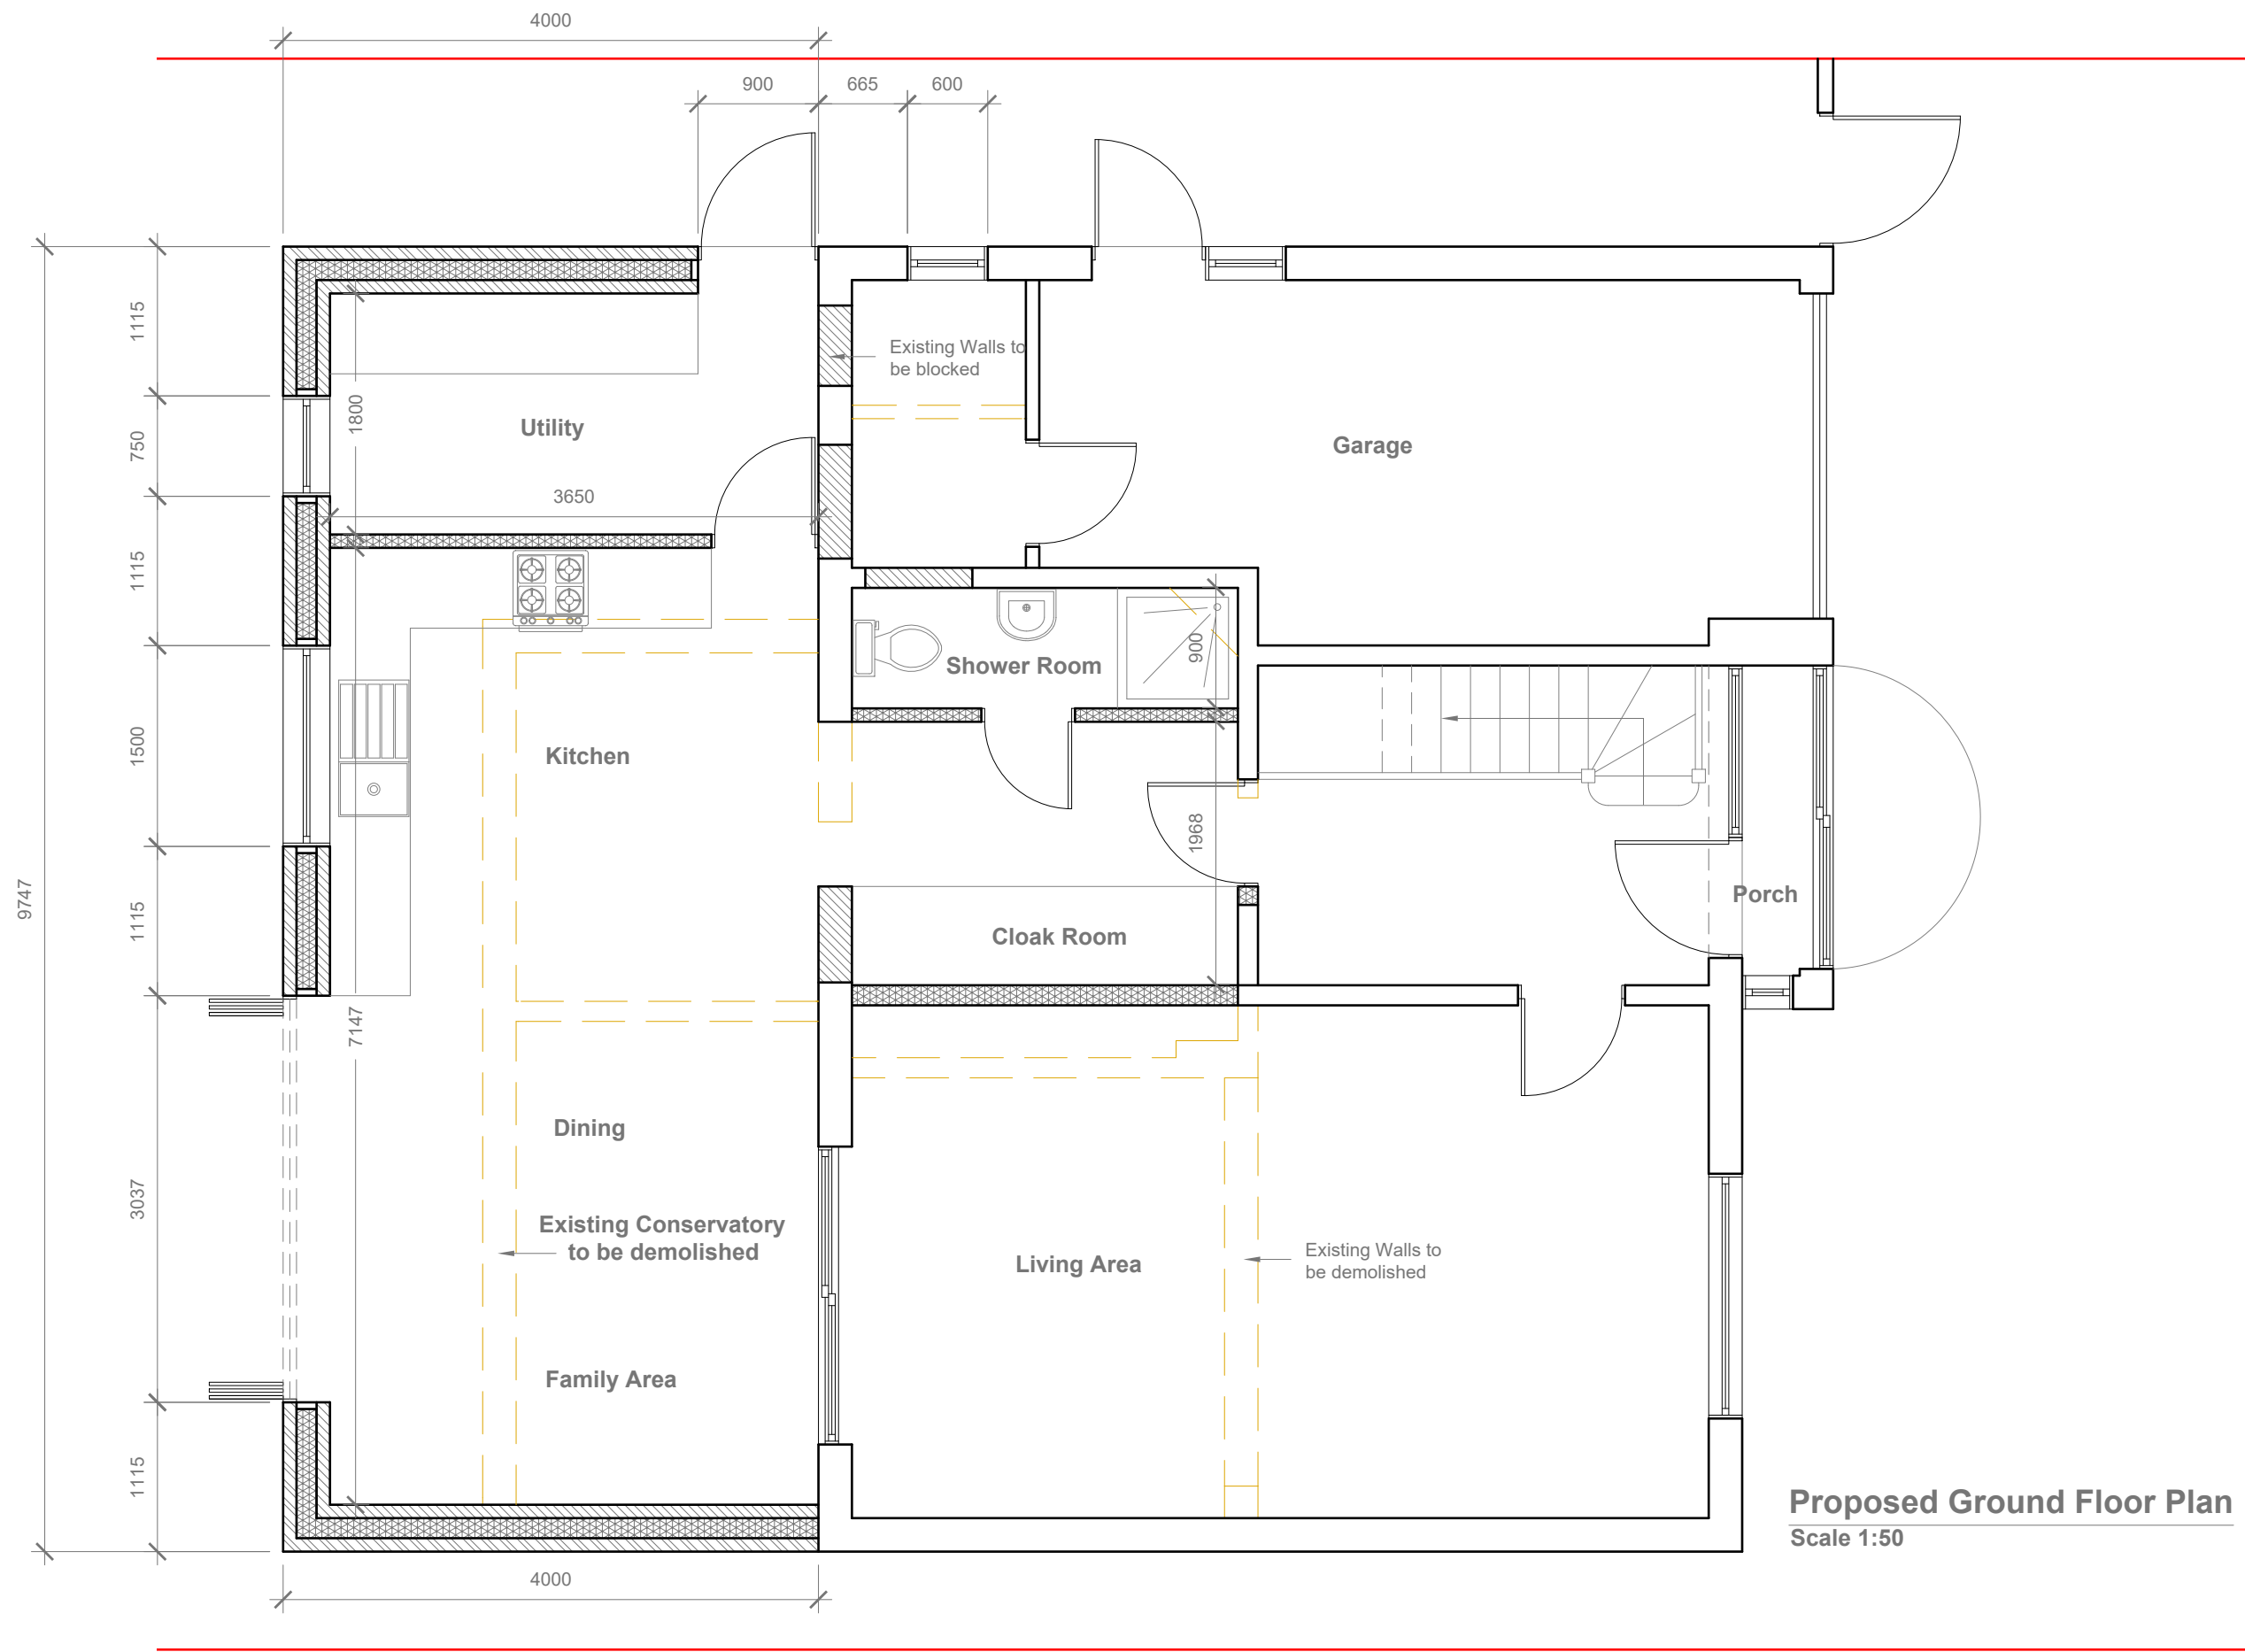 4000
900
665
600
1115
750
1115
1500
1115
3037
1115
9747
1800
3650
7147
900
1968
4000
Existing Walls to
be blocked
Utility
Garage
Shower Room
Kitchen
Porch
Cloak Room
Dining
Existing Conservatory
to be demolished
Living Area
Existing Walls to
be demolished
Family Area
Proposed Ground Floor Plan
Scale 1:50